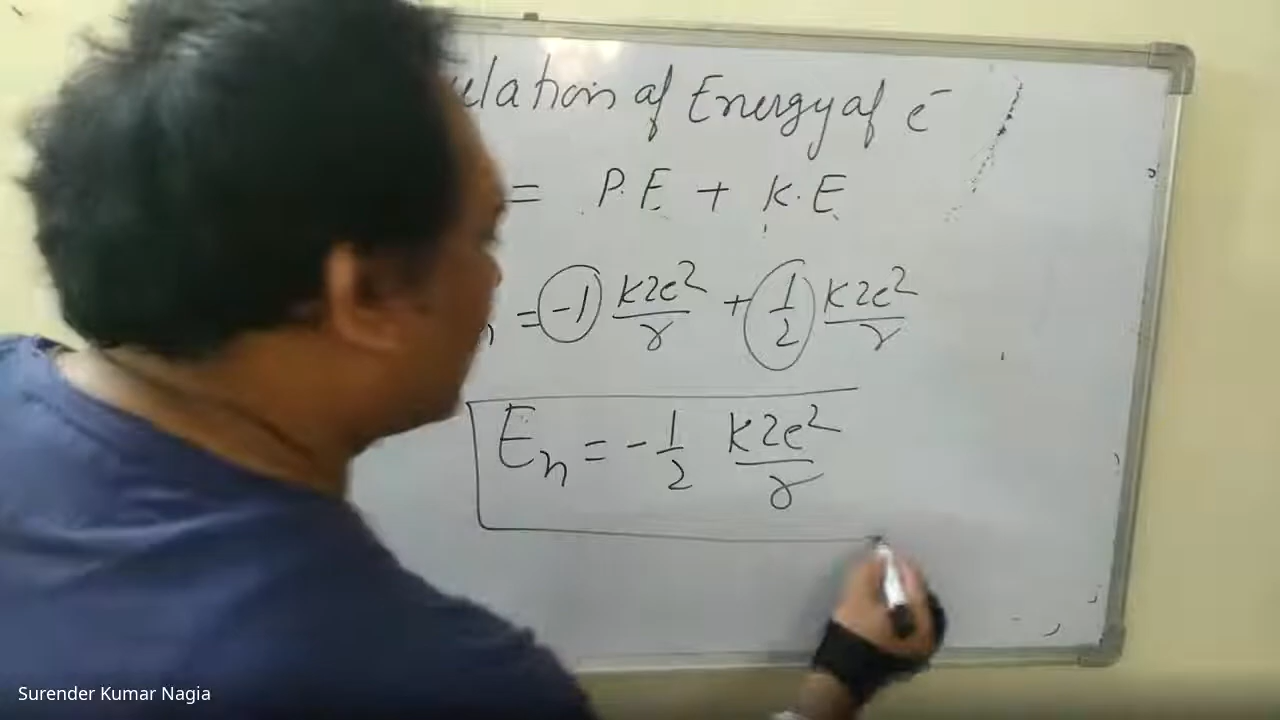 ulation of Energy of e⁻
= P.E + K.E
n = -1 KZe²/r + 1/2 KZe²/r
En = -1/2 KZe²/r
Surender Kumar Nagia